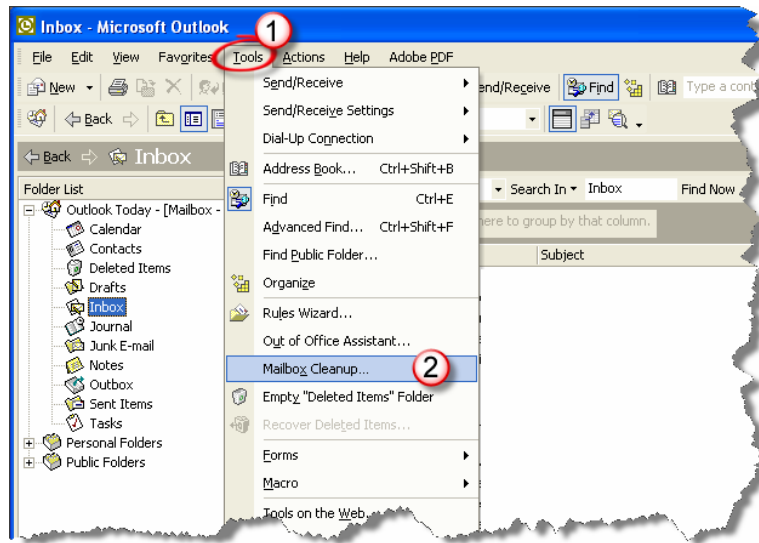 Inbox - Microsoft Outlook
1
File Edit View Favorites Tools Actions Help Adobe PDF
New
Send/Receive
Find
Type a cont
Back
Back Inbox
Send/Receive
Send/Receive Settings
Dial-Up Connection
Address Book... Ctrl+Shift+B
Find Ctrl+E
Advanced Find... Ctrl+Shift+F
Find Public Folder...
Organize
Rules Wizard...
Out of Office Assistant...
Mailbox Cleanup... 2
Empty "Deleted Items" Folder
Recover Deleted Items...
Forms
Macro
Tools on the Web...
Search In Inbox Find Now
here to group by that column.
Subject
Folder List
Outlook Today - [Mailbox -
Calendar
Contacts
Deleted Items
Drafts
Inbox
Journal
Junk E-mail
Notes
Outbox
Sent Items
Tasks
Personal Folders
Public Folders